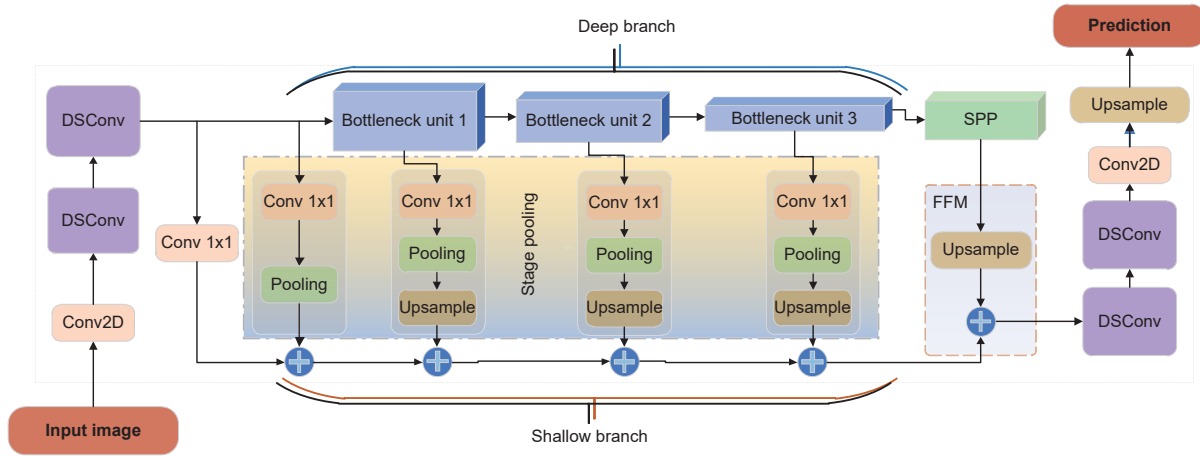 Deep branch
Prediction
DSConv
Bottleneck unit 1
Bottleneck unit 2
Bottleneck unit 3
SPP
Upsample
DSConv
Conv 1x1
Conv2D
Conv 1x1
Conv 1x1
Conv 1x1
Conv 1x1
Stage pooling
FFM
Pooling
Pooling
Pooling
Pooling
Upsample
DSConv
Conv2D
Upsample
Upsample
Upsample
DSConv
Input image
Shallow branch